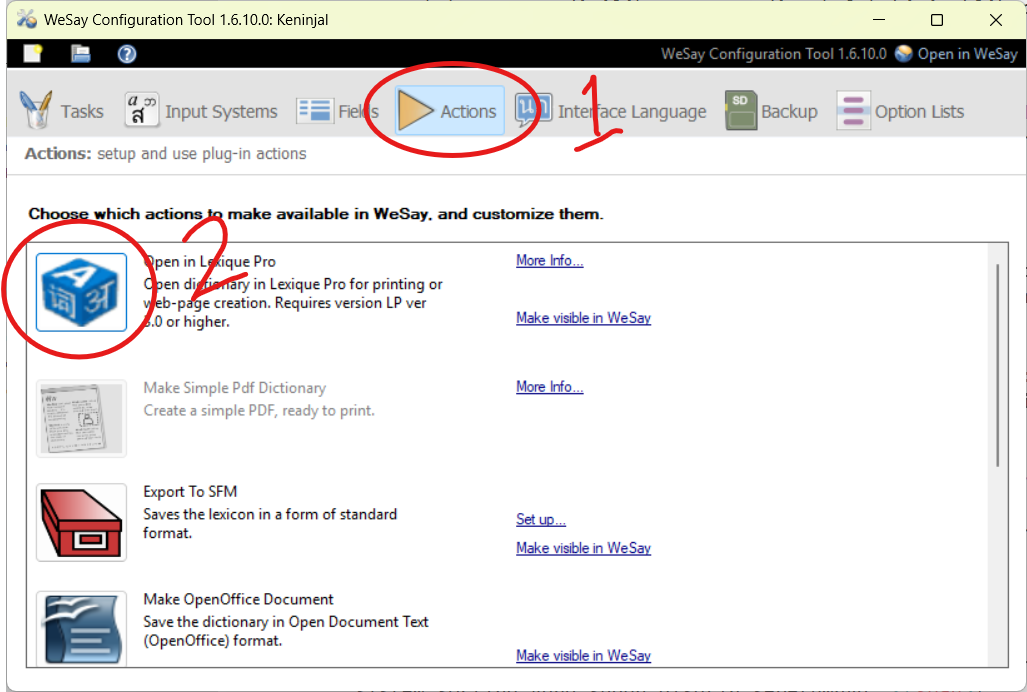 WeSay Configuration Tool 1.6.10.0: Keninjal
WeSay Configuration Tool 1.6.10.0 Open in WeSay
Tasks Input Systems Fields Actions Interface Language Backup Option Lists
1
Actions: setup and use plug-in actions
Choose which actions to make available in WeSay, and customize them.
2
Open in Lexique Pro
More Info...
Open dictionary in Lexique Pro for printing or
web-page creation. Requires version LP ver
3.0 or higher.
Make visible in WeSay
Make Simple Pdf Dictionary
More Info...
Create a simple PDF, ready to print.
Export To SFM
Saves the lexicon in a form of standard
format.
Set up...
Make visible in WeSay
Make OpenOffice Document
Save the dictionary in Open Document Text
(OpenOffice) format.
Make visible in WeSay